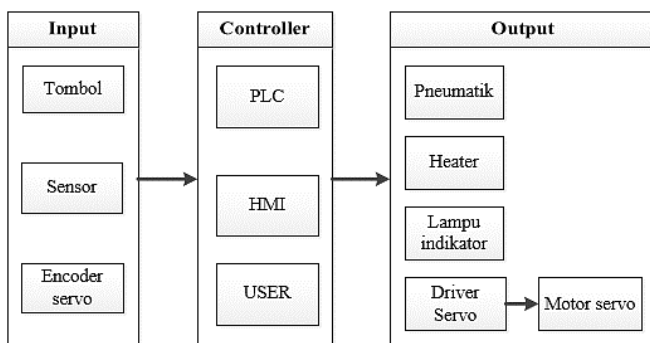 Input
Tombol
Sensor
Encoder
servo
Controller
PLC
HMI
USER
Output
Pneumatik
Heater
Lampu
indikator
Driver
Servo
Motor servo